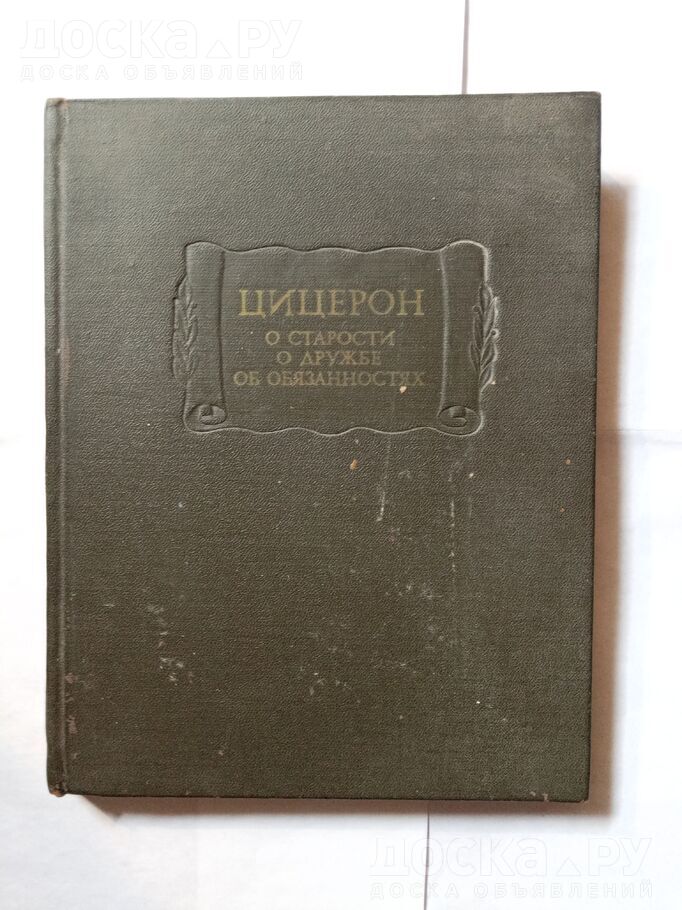 ДОСКА.РУ
ДОСКА ОБЪЯВЛЕНИЙ
ЦИЦЕРОН
О СТАРОСТИ
О ДРУЖБЕ
ОБ ОБЯЗАННОСТЯХ
ДОСКА.РУ
ДОСКА ОБЪЯВЛЕНИЙ